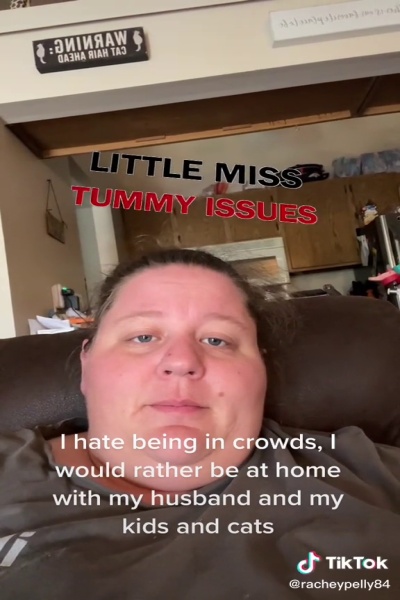 WARNING:
CAT HAIR AHEAD
LITTLE MISS
TUMMY ISSUES
I hate being in crowds, I
would rather be at home
with my husband and my
kids and cats
TikTok
@racheypelly84